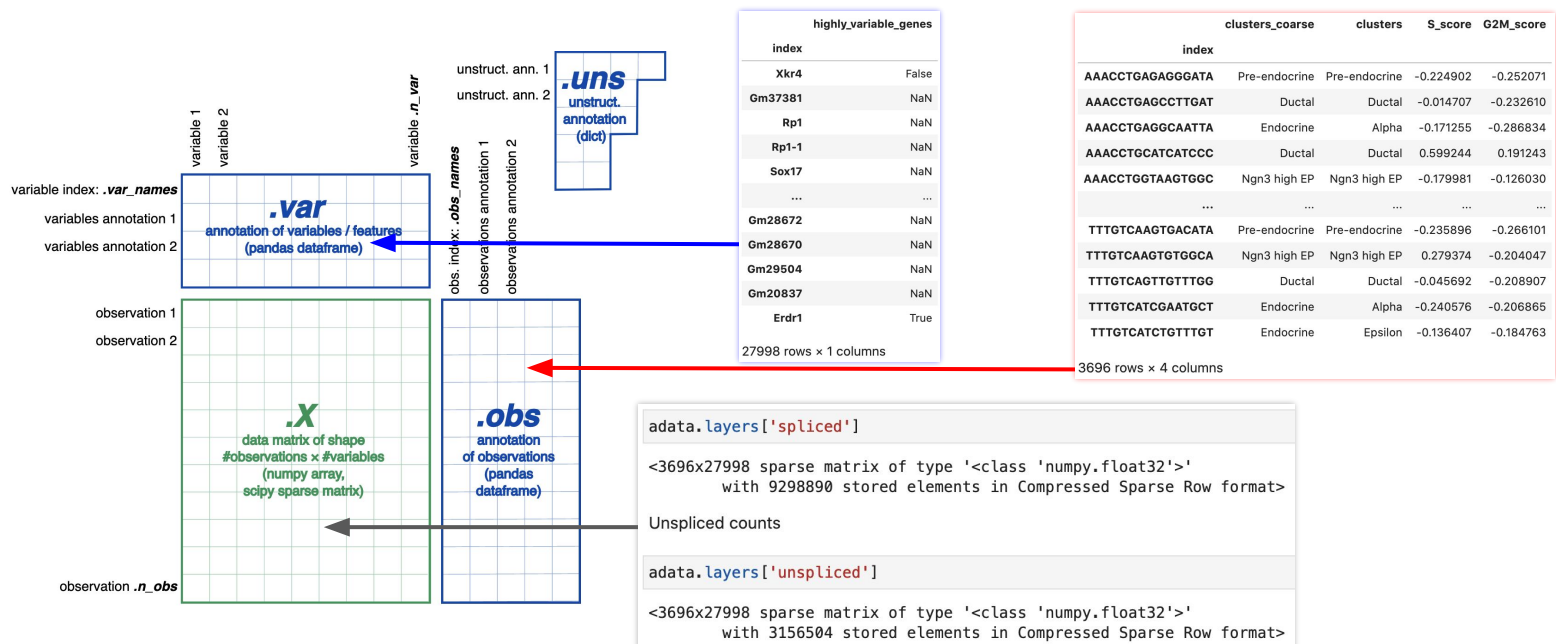 unstruct. ann. 1
unstruct. ann. 2
.uns
unstruct.
annotation
(dict)
variable 1
variable 2
variable .n_var
variable index: .var_names
variables annotation 1
variables annotation 2
.var
annotation of variables / features
(pandas dataframe)
obs. index: .obs_names
observations annotation 1
observations annotation 2
observation 1
observation 2
observation .n_obs
.X
data matrix of shape
#observations × #variables
(numpy array,
scipy sparse matrix)
.obs
annotation
of observations
(pandas
dataframe)
highly_variable_genes
index
Xkr4 False
Gm37381 NaN
Rp1 NaN
Rp1-1 NaN
Sox17 NaN
... ...
Gm28672 NaN
Gm28670 NaN
Gm29504 NaN
Gm20837 NaN
Erdr1 True
27998 rows × 1 columns
clusters_coarse clusters S_score G2M_score
index
AAACCTGAGAGGGATA Pre-endocrine Pre-endocrine -0.224902 -0.252071
AAACCTGAGCCTTGAT Ductal Ductal -0.014707 -0.232610
AAACCTGAGGCAATTA Endocrine Alpha -0.171255 -0.286834
AAACCTGCATCATCCC Ductal Ductal 0.599244 0.191243
AAACCTGGTAAGTGGC Ngn3 high EP Ngn3 high EP -0.179981 -0.126030
... ... ... ... ...
TTTGTCAAGTGACATA Pre-endocrine Pre-endocrine -0.235896 -0.266101
TTTGTCAAGTGTGGCA Ngn3 high EP Ngn3 high EP 0.279374 -0.204047
TTTGTCAGTTGTTTGG Ductal Ductal -0.045692 -0.208907
TTTGTCATCGAATGCT Endocrine Alpha -0.240576 -0.206865
TTTGTCATCTGTTTGT Endocrine Epsilon -0.136407 -0.184763
3696 rows × 4 columns
adata.layers['spliced']
<3696x27998 sparse matrix of type '<class 'numpy.float32'>'
with 9298890 stored elements in Compressed Sparse Row format>
Unspliced counts
adata.layers['unspliced']
<3696x27998 sparse matrix of type '<class 'numpy.float32'>'
with 3156504 stored elements in Compressed Sparse Row format>